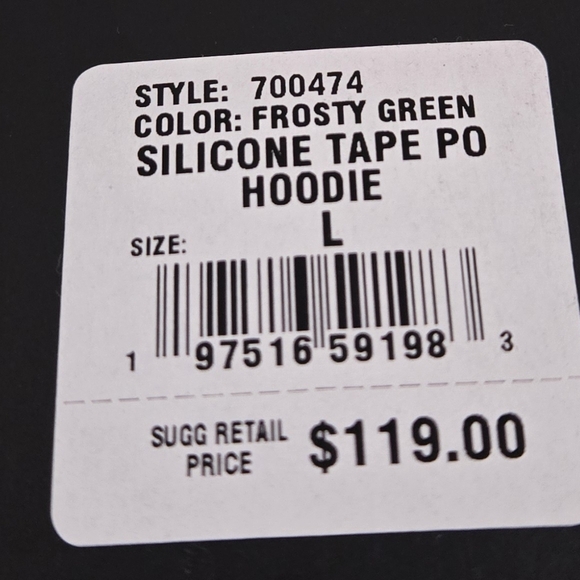 STYLE: 700474
COLOR: FROSTY GREEN
SILICONE TAPE PO
HOODIE
SIZE: L
1 97516 59198 3
SUGG RETAIL PRICE $119.00